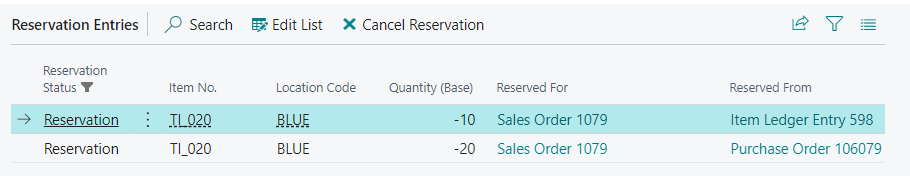 Reservation Entries Search Edit List Cancel Reservation
Reservation
Status Item No. Location Code Quantity (Base) Reserved For Reserved From
Reservation TI_020 BLUE -10 Sales Order 1079 Item Ledger Entry 598
Reservation TI_020 BLUE -20 Sales Order 1079 Purchase Order 106079